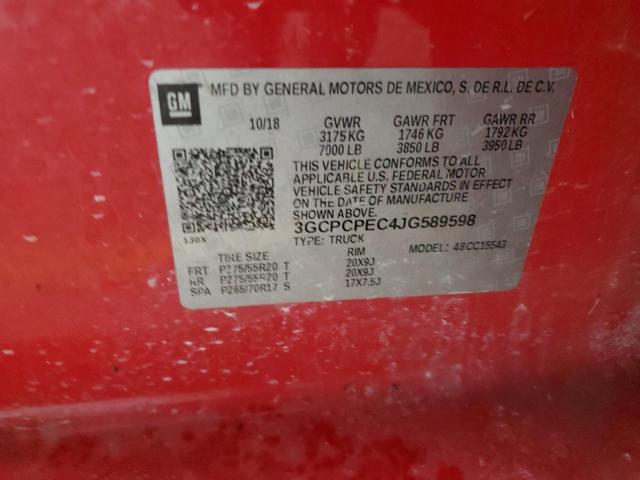 GM
MFD BY GENERAL MOTORS DE MEXICO, S. DE R.L. DE C.V.
10/18 GVWR GAWR FRT GAWR RR
3175 KG 1746 KG 1792 KG
7000 LB 3850 LB 3950 LB
THIS VEHICLE CONFORMS TO ALL
APPLICABLE U.S. FEDERAL MOTOR
VEHICLE SAFETY STANDARDS IN EFFECT
ON THE DATE OF MANUFACTURE
SHOWN ABOVE.
3GCPCPEC4JG589598
130X
TYPE: TRUCK MODEL: 48CC15543
TIRE SIZE RIM
FRT P275/55R20 T 20X9J
RR P275/55R20 T 20X9J
SPA P265/70R17 S 17X7.5J